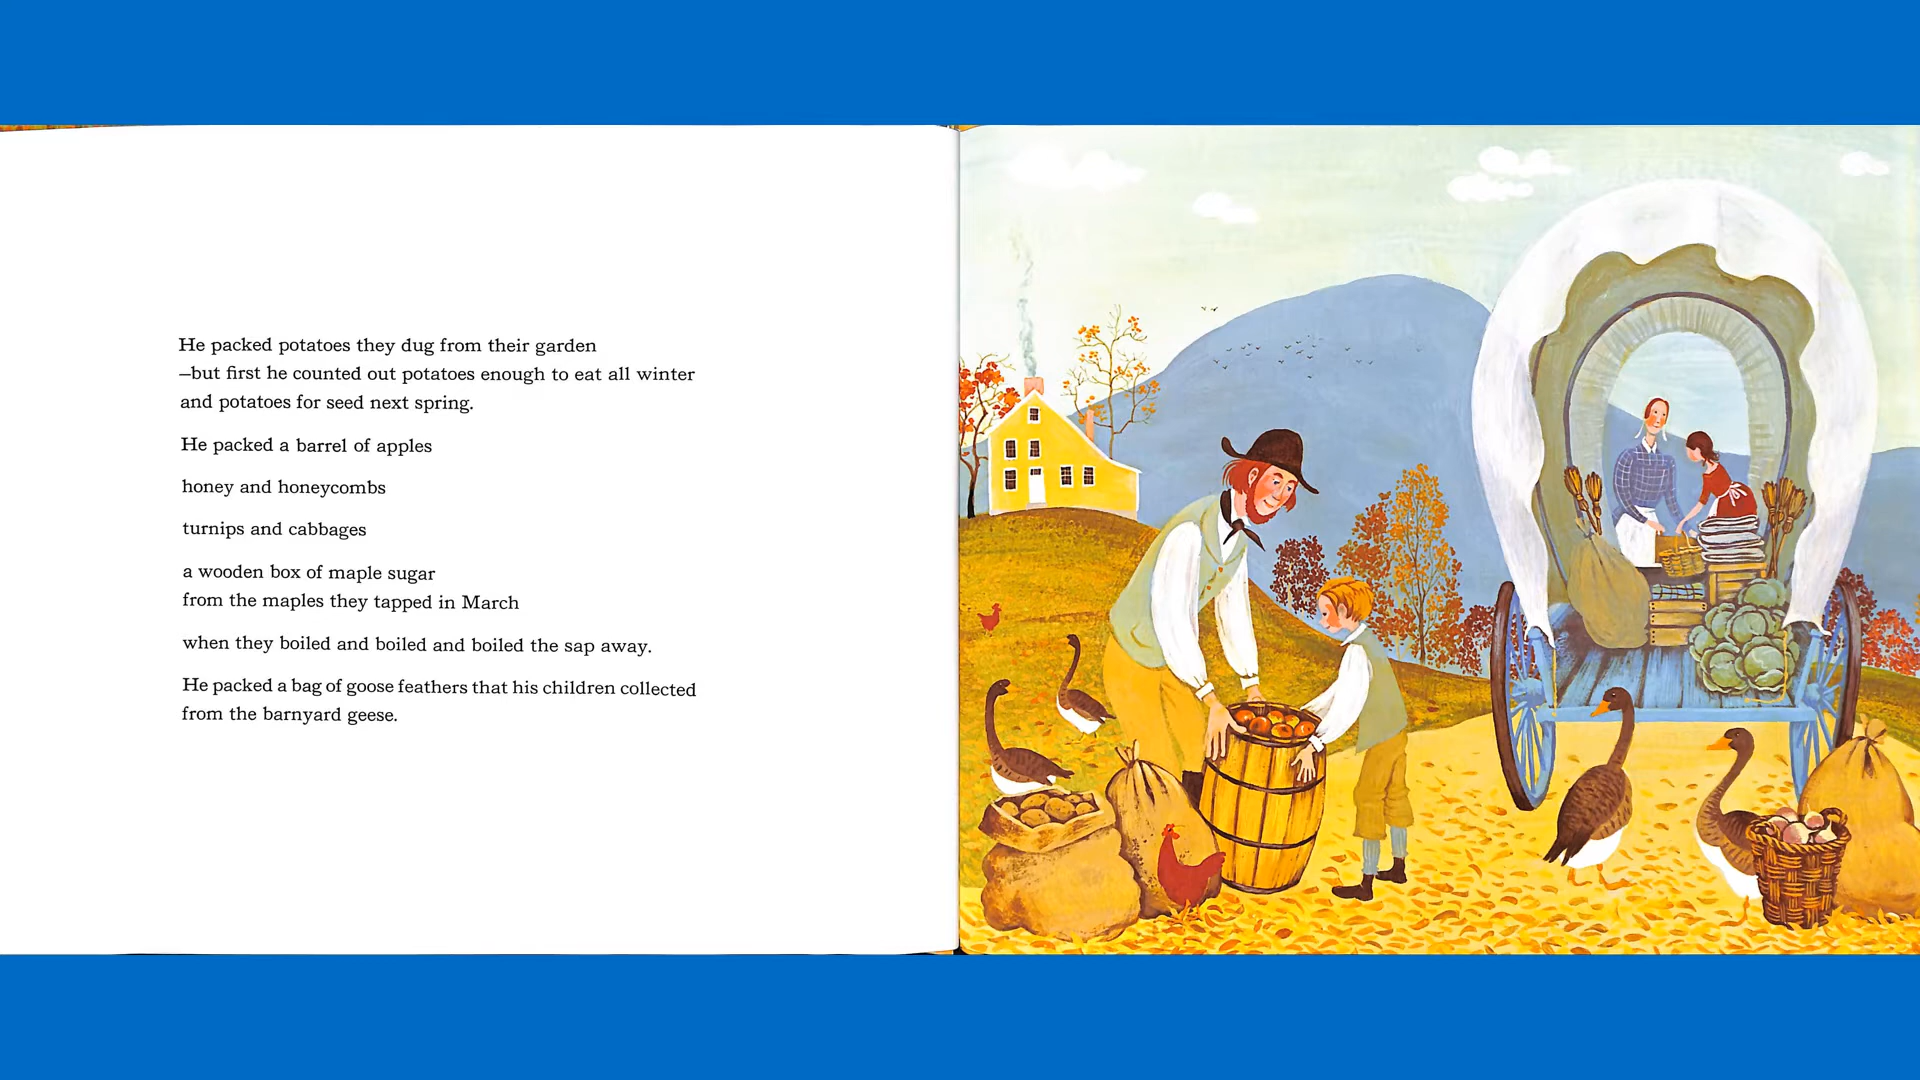 He packed potatoes they dug from their garden
—but first he counted out potatoes enough to eat all winter
and potatoes for seed next spring.
He packed a barrel of apples
honey and honeycombs
turnips and cabbages
a wooden box of maple sugar
from the maples they tapped in March
when they boiled and boiled and boiled the sap away.
He packed a bag of goose feathers that his children collected
from the barnyard geese.